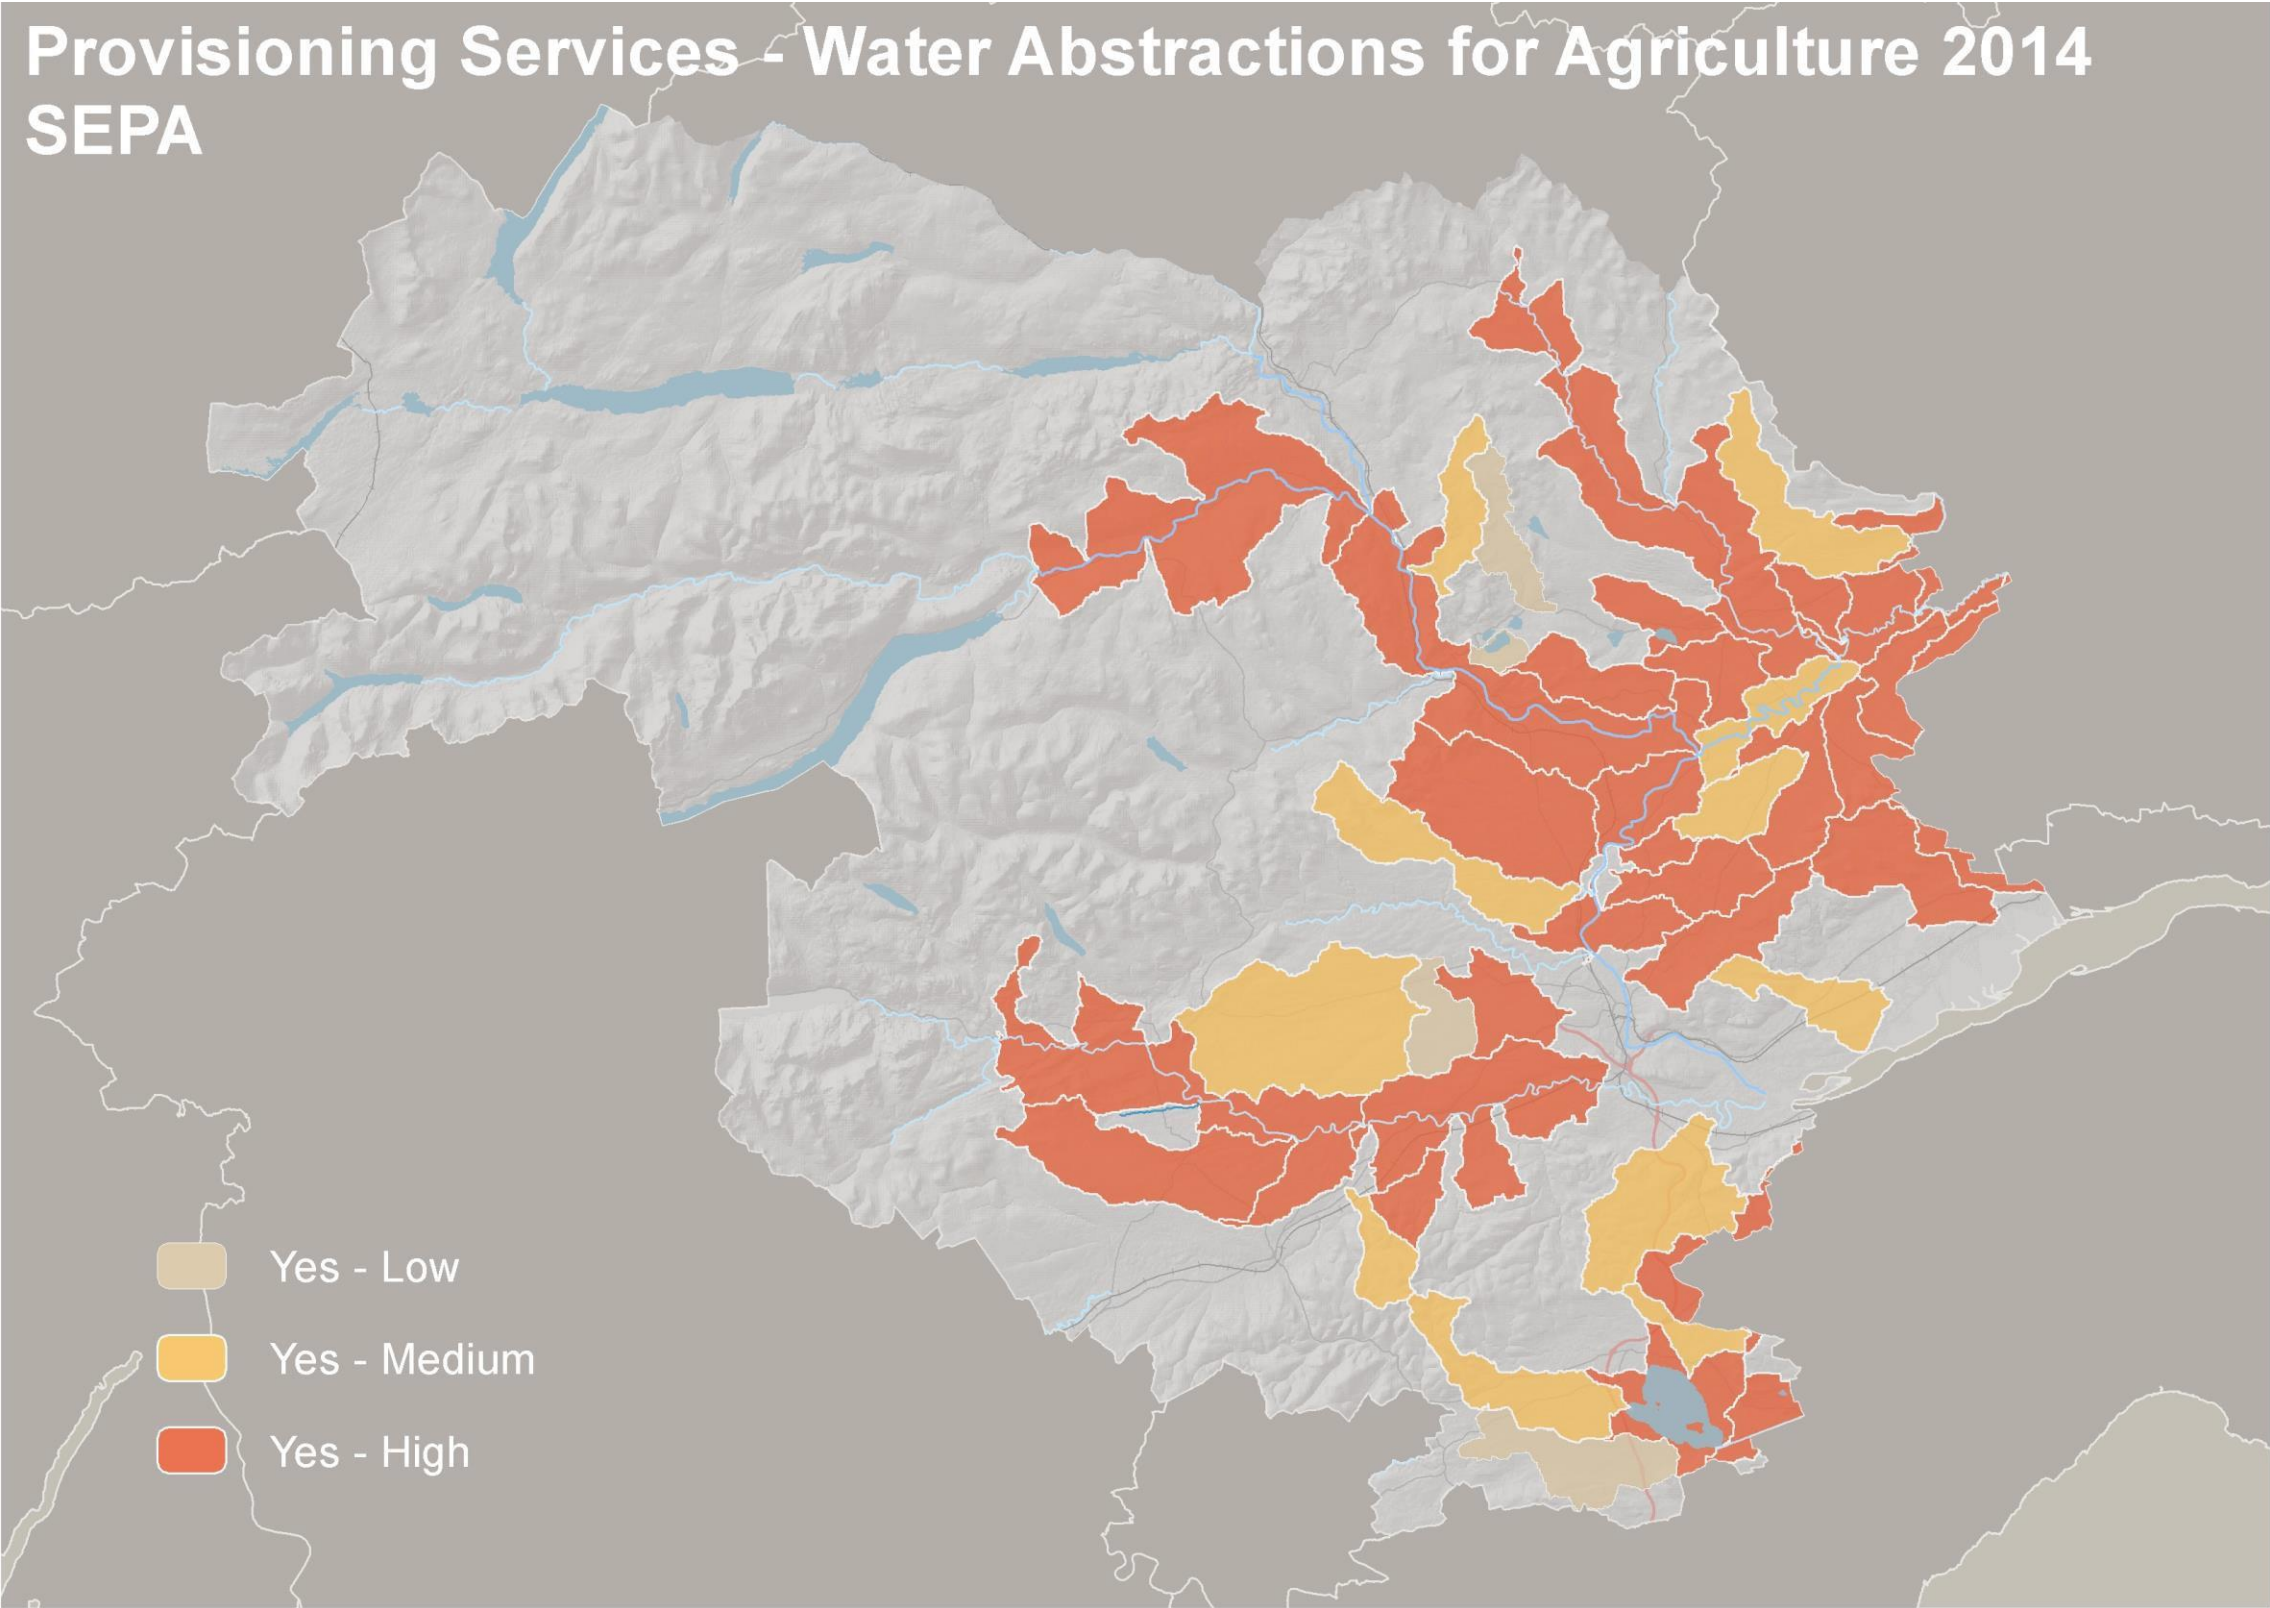 Provisioning Services - Water Abstractions for Agriculture 2014
SEPA
Yes - Low
Yes - Medium
Yes - High